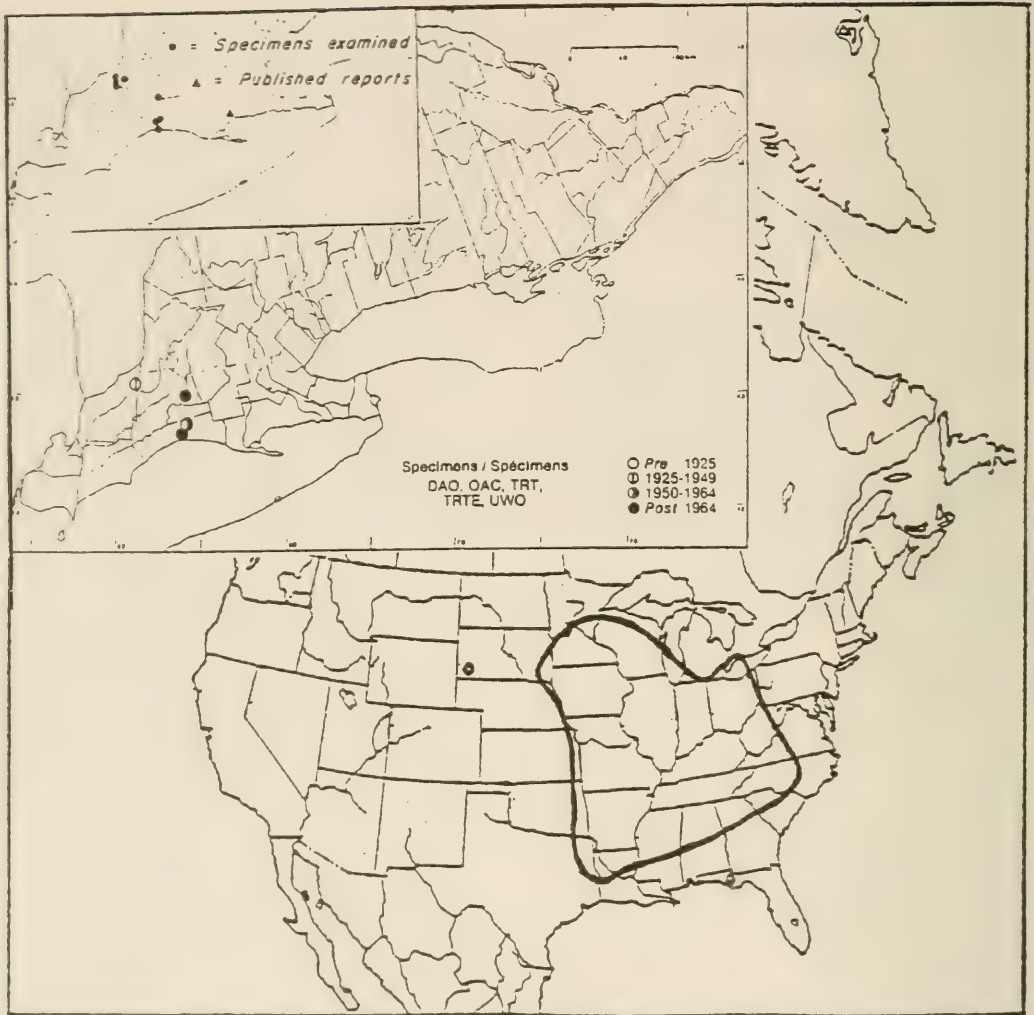 • = Specimens examined
▲ = Published reports
Specimens / Spécimens
DAO, OAC, TRT,
TRTE, UWO
○ Pre 1925
⦶ 1925-1949
◑ 1950-1964
● Post 1964